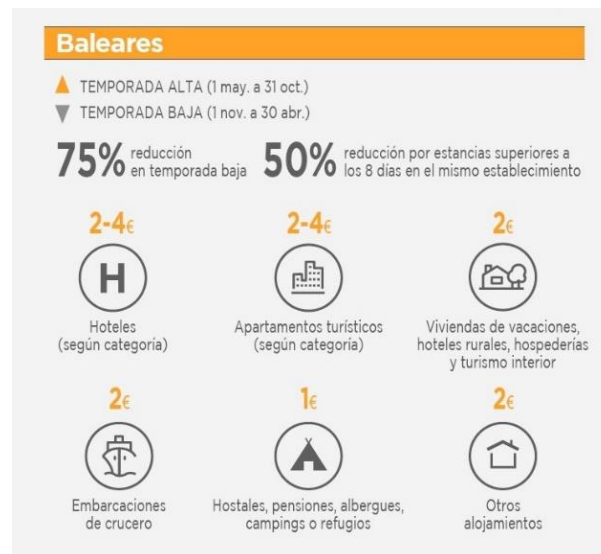 Baleares
TEMPORADA ALTA (1 may. a 31 oct.)
TEMPORADA BAJA (1 nov. a 30 abr.)
75% reducción
en temporada baja
50% reducción por estancias superiores a
los 8 días en el mismo establecimiento
2-4€
H
Hoteles
(según categoría)
2-4€
Apartamentos turísticos
(según categoría)
2€
Viviendas de vacaciones,
hoteles rurales, hospederías
y turismo interior
2€
Embarcaciones
de crucero
1€
Hostales, pensiones, albergues,
campings o refugios
2€
Otros
alojamientos